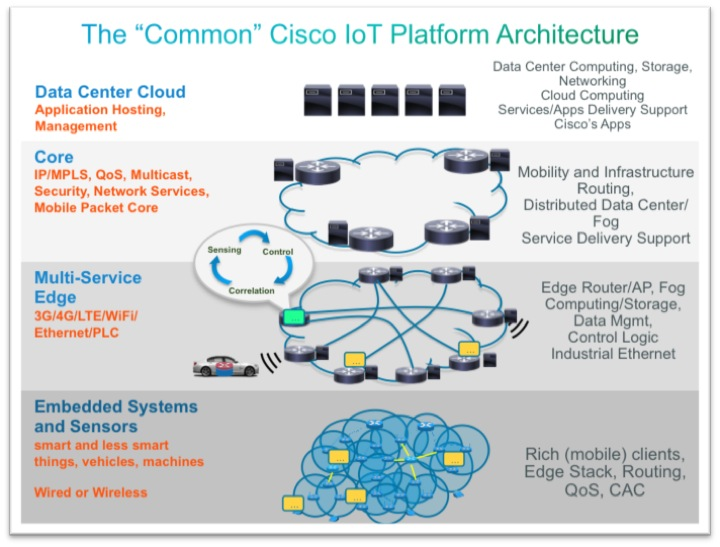 The “Common” Cisco IoT Platform Architecture
Data Center Cloud
Application Hosting,
Management
Data Center Computing, Storage,
Networking
Cloud Computing
Services/Apps Delivery Support
Cisco’s Apps
Core
IP/MPLS, QoS, Multicast,
Security, Network Services,
Mobile Packet Core
Mobility and Infrastructure
Routing,
Distributed Data Center/
Fog
Service Delivery Support
Sensing
Control
Correlation
Multi-Service
Edge
3G/4G/LTE/WiFi/
Ethernet/PLC
Edge Router/AP, Fog
Computing/Storage,
Data Mgmt,
Control Logic
Industrial Ethernet
...
...
...
Embedded Systems
and Sensors
smart and less smart
things, vehicles, machines
Wired or Wireless
...
...
...
...
Rich (mobile) clients,
Edge Stack, Routing,
QoS, CAC